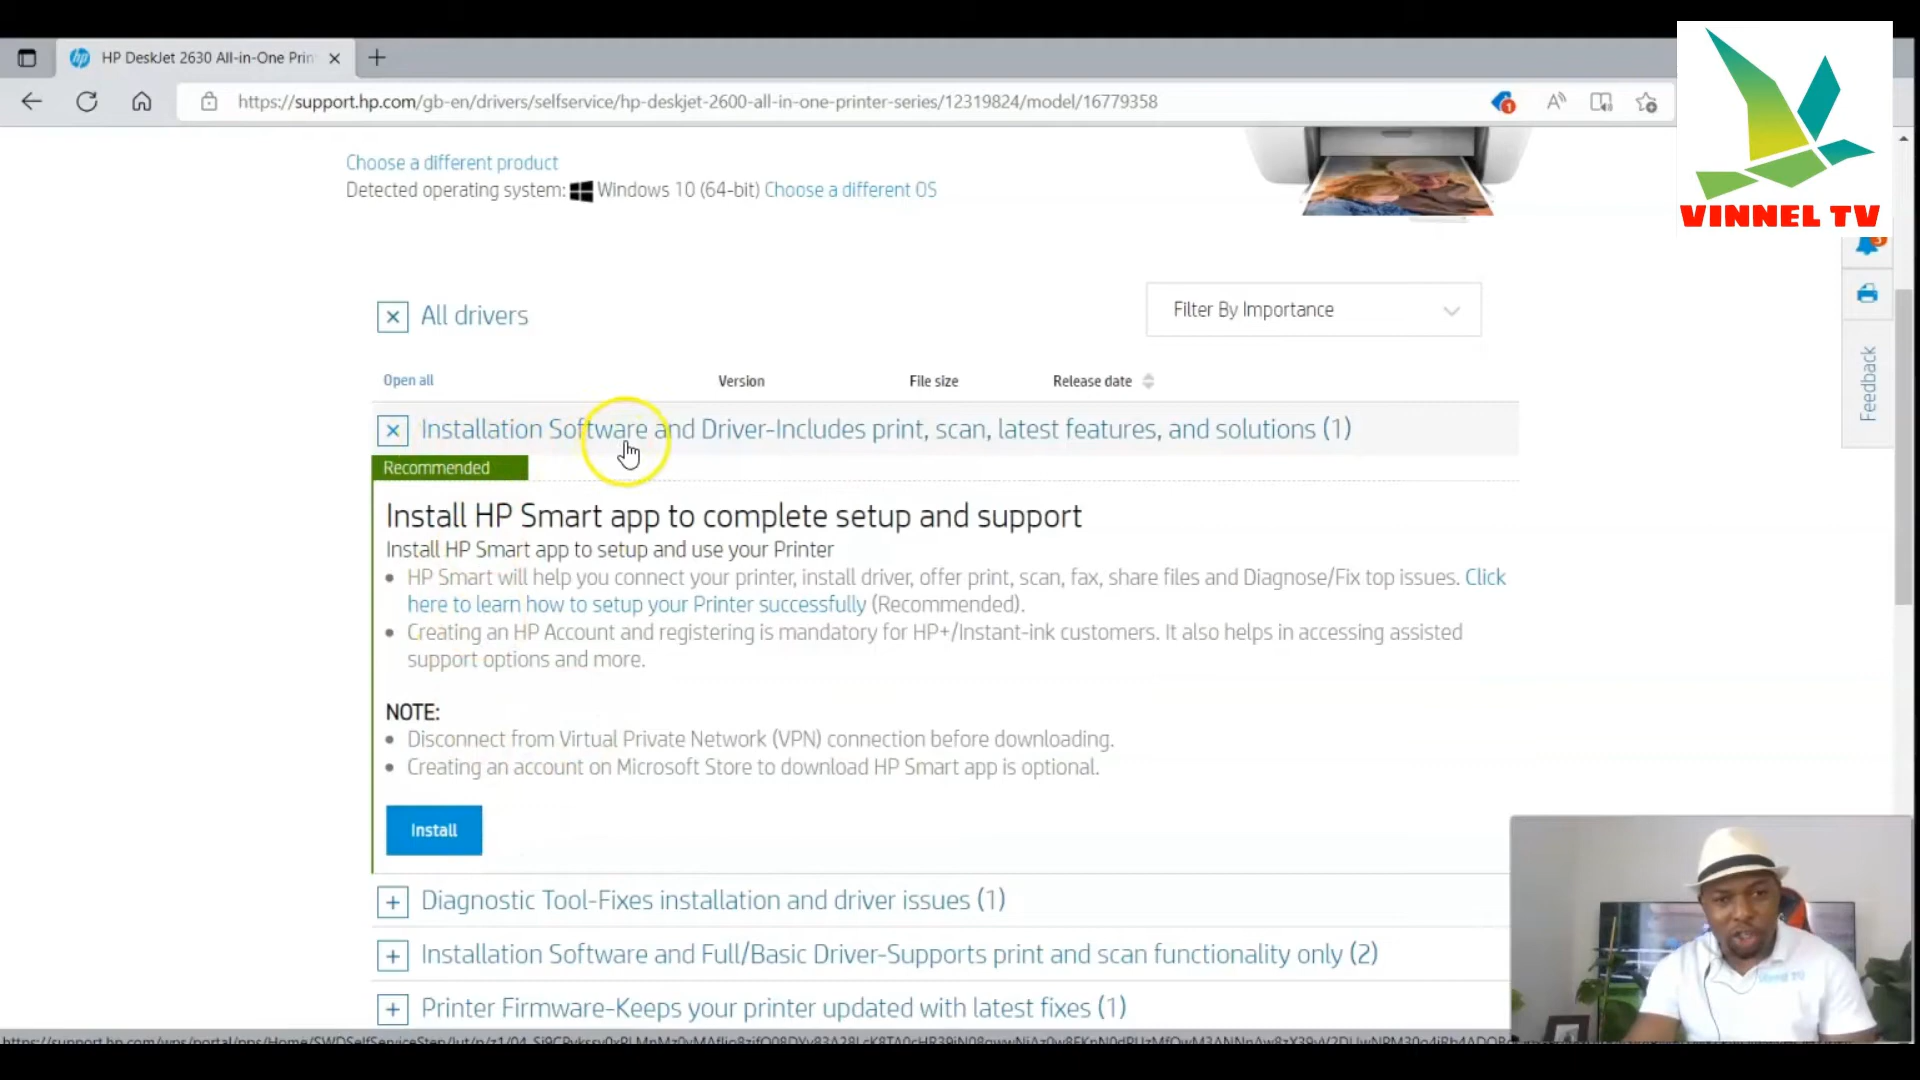 HP DeskJet 2630 All-in-One Prin
https://support.hp.com/gb-en/drivers/selfservice/hp-deskjet-2600-all-in-one-printer-series/12319824/model/16779358
VINNEL TV
Choose a different product
Detected operating system: Windows 10 (64-bit) Choose a different OS
All drivers
Filter By Importance
Open all Version File size Release date
Feedback
Installation Software and Driver-Includes print, scan, latest features, and solutions (1)
Recommended
Install HP Smart app to complete setup and support
Install HP Smart app to setup and use your Printer
HP Smart will help you connect your printer, install driver, offer print, scan, fax, share files and Diagnose/Fix top issues. Click
here to learn how to setup your Printer successfully (Recommended).
Creating an HP Account and registering is mandatory for HP+/Instant-ink customers. It also helps in accessing assisted
support options and more.
NOTE:
Disconnect from Virtual Private Network (VPN) connection before downloading.
Creating an account on Microsoft Store to download HP Smart app is optional.
Install
Diagnostic Tool-Fixes installation and driver issues (1)
Installation Software and Full/Basic Driver-Supports print and scan functionality only (2)
Printer Firmware-Keeps your printer updated with latest fixes (1)